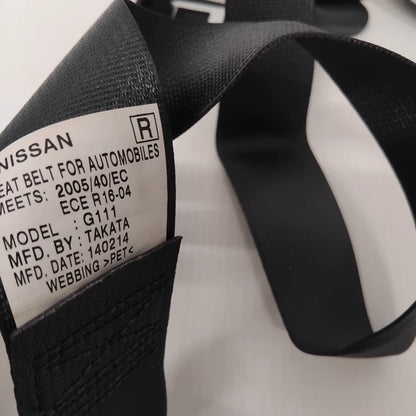 NISSAN R
EAT BELT FOR AUTOMOBILES
MEETS: 2005/40/EC
ECE R16-04
MODEL : G111
MFD. BY : TAKATA
MFD. DATE: 140214
WEBBING >PET<